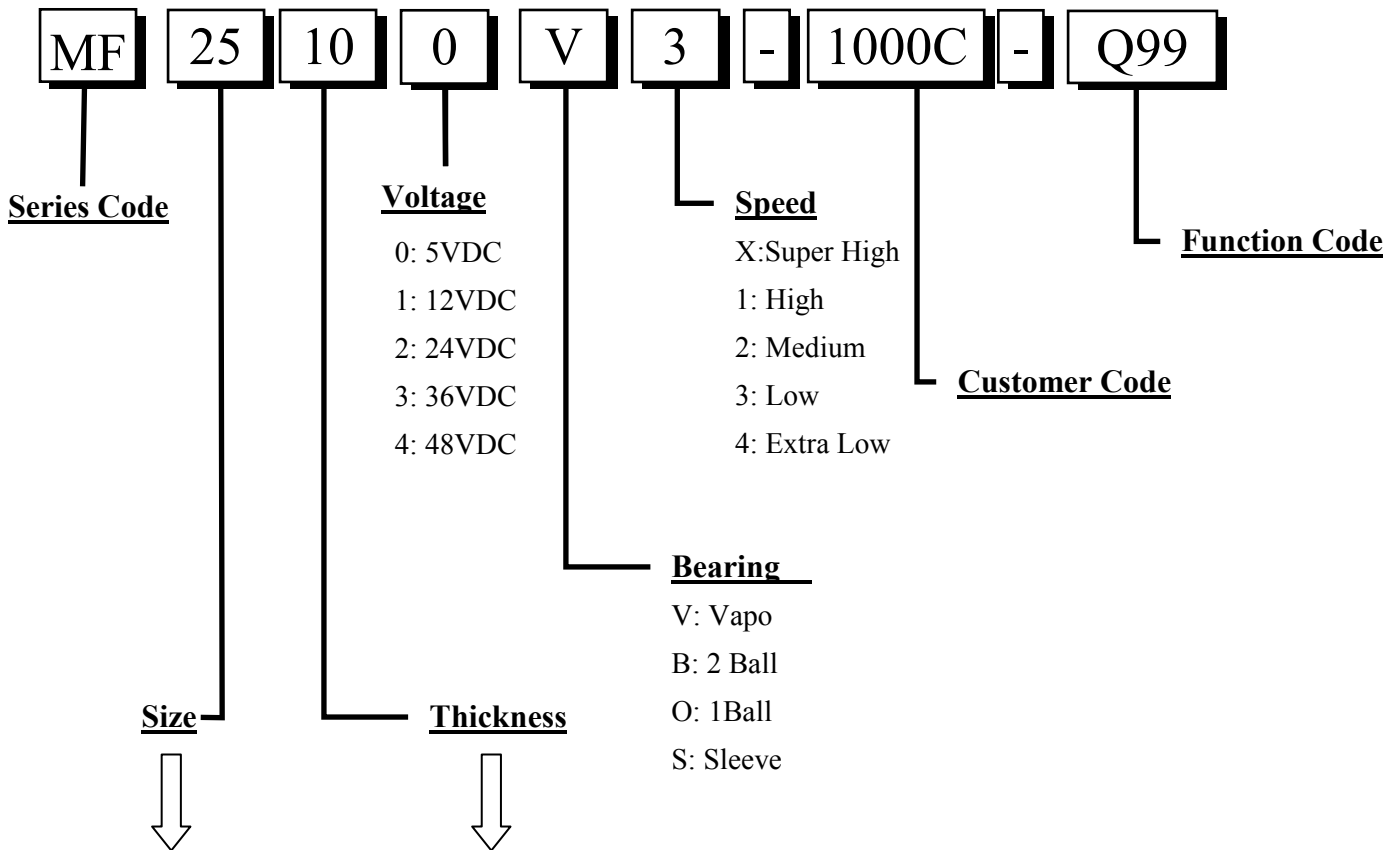 MF 25 10 0 V 3 - 1000C - Q99
Series Code
Voltage
0: 5VDC
1: 12VDC
2: 24VDC
3: 36VDC
4: 48VDC
Speed
X:Super High
1: High
2: Medium
3: Low
4: Extra Low
Function Code
Customer Code
Bearing
V: Vapo
B: 2 Ball
O: 1Ball
S: Sleeve
Size
Thickness